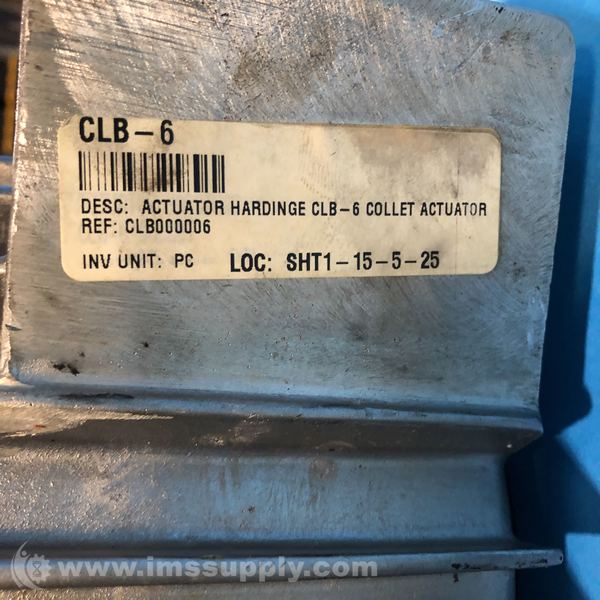 CLB-6
DESC: ACTUATOR HARDINGE CLB-6 COLLET ACTUATOR
REF: CLB000006
INV UNIT: PC LOC: SHT1-15-5-25
www.imssupply.com